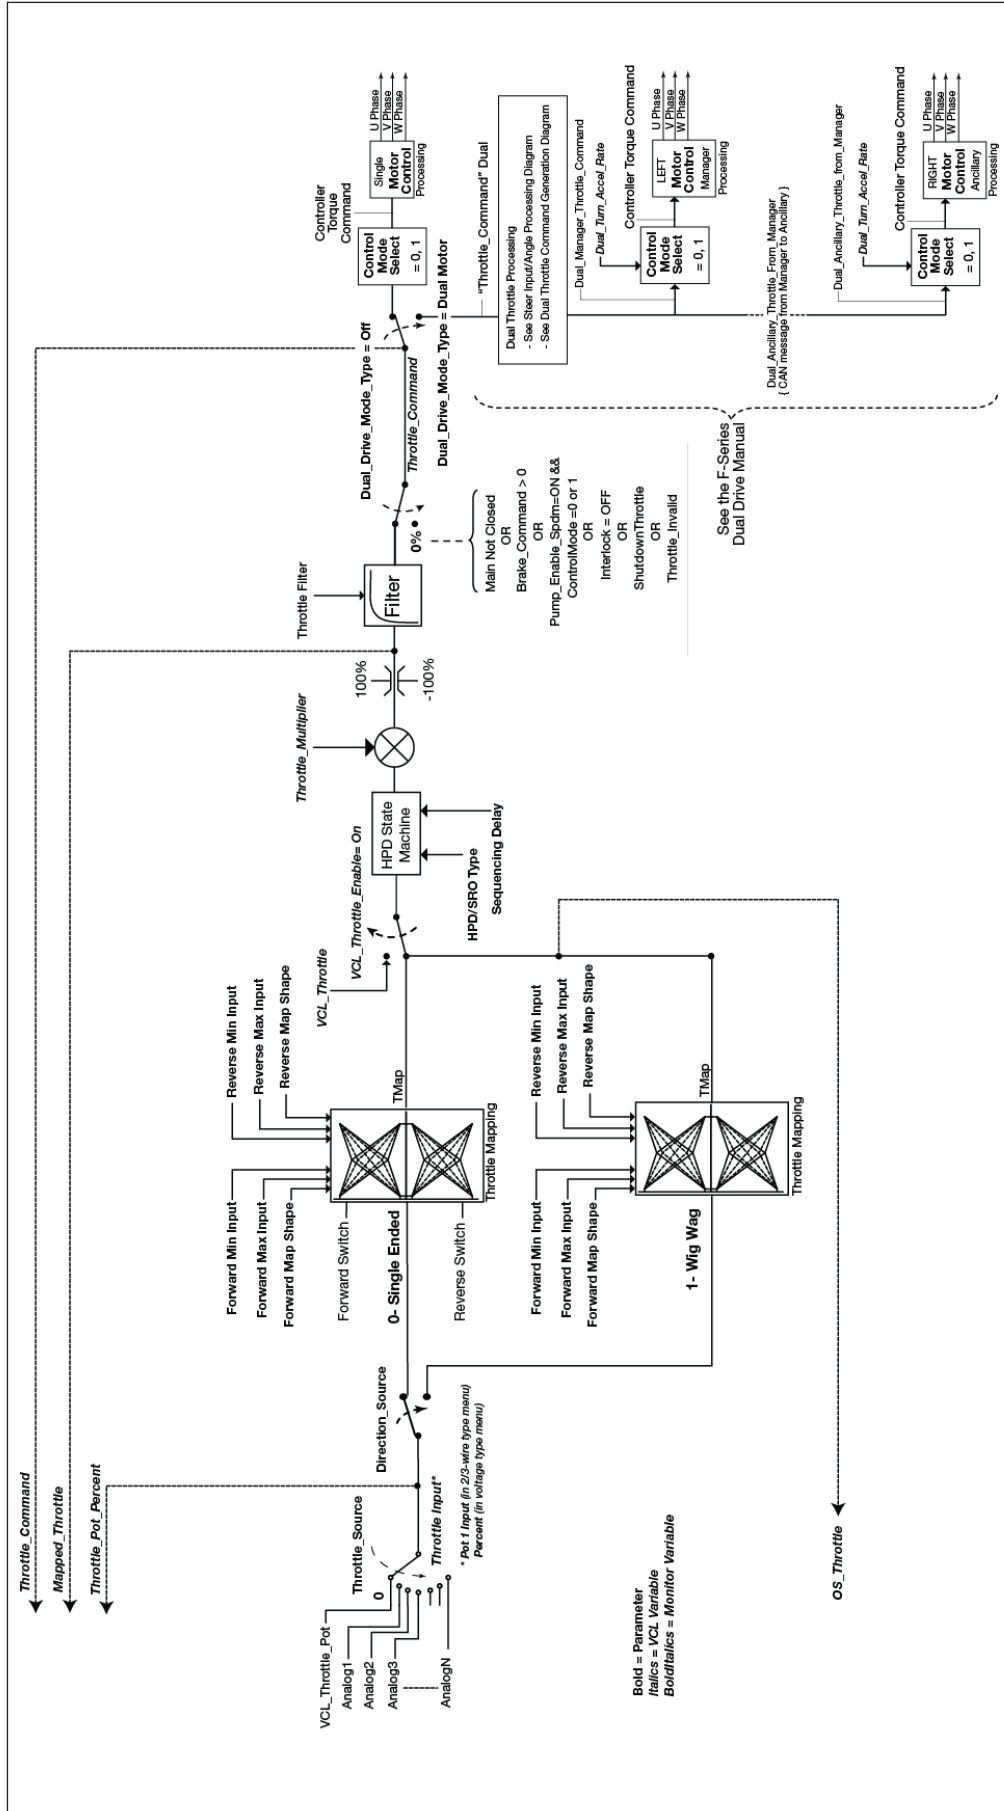 Throttle_Command
Mapped_Throttle
Throttle_Pot_Percent
VCL_Throttle_Pot
Analog1
Analog2
Analog3
AnalogN
Throttle_Source
0
Throttle Input*
* Pot 1 Input (in 2/3-wire type menu)
Percent (in voltage type menu)
Direction_Source
Forward Min Input
Forward Max Input
Forward Map Shape
Reverse Min Input
Reverse Max Input
Reverse Map Shape
Forward Switch
0- Single Ended
Reverse Switch
TMap
Throttle Mapping
Forward Min Input
Forward Max Input
Forward Map Shape
Reverse Min Input
Reverse Max Input
Reverse Map Shape
1- Wig Wag
TMap
Throttle Mapping
OS_Throttle
VCL_Throttle
VCL_Throttle_Enable= On
HPD State
Machine
HPD/SRO Type
Sequencing Delay
Throttle_Multiplier
100%
-100%
Throttle Filter
Filter
0%
Main Not Closed
OR
Brake_Command > 0
OR
Pump_Enable_Spdm=ON &&
ControlMode =0 or 1
OR
Interlock = OFF
OR
ShutdownThrottle
OR
Throttle_Invalid
Dual_Drive_Mode_Type = Off
Throttle_Command
Dual_Drive_Mode_Type = Dual Motor
Control
Mode
Select
= 0, 1
Controller
Torque
Command
Single
Motor
Control
Processing
U Phase
V Phase
W Phase
"Throttle_Command" Dual
Dual Throttle Processing
- See Steer Input/Angle Processing Diagram
- See Dual Throttle Command Generation Diagram
Dual_Manager_Throttle_Command
Dual_Turn_Accel_Rate
Control
Mode
Select
= 0, 1
Controller Torque Command
LEFT
Motor
Control
Manager
Processing
U Phase
V Phase
W Phase
Dual_Ancillary_Throttle_From_Manager
{ CAN message from Manager to Ancillary }
Dual_Ancillary_Throttle_from_Manager
Dual_Turn_Accel_Rate
Control
Mode
Select
= 0, 1
Controller Torque Command
RIGHT
Motor
Control
Ancillary
Processing
U Phase
V Phase
W Phase
See the F-Series
Dual Drive Manual
Bold = Parameter
Italics = VCL Variable
BoldItalics = Monitor Variable